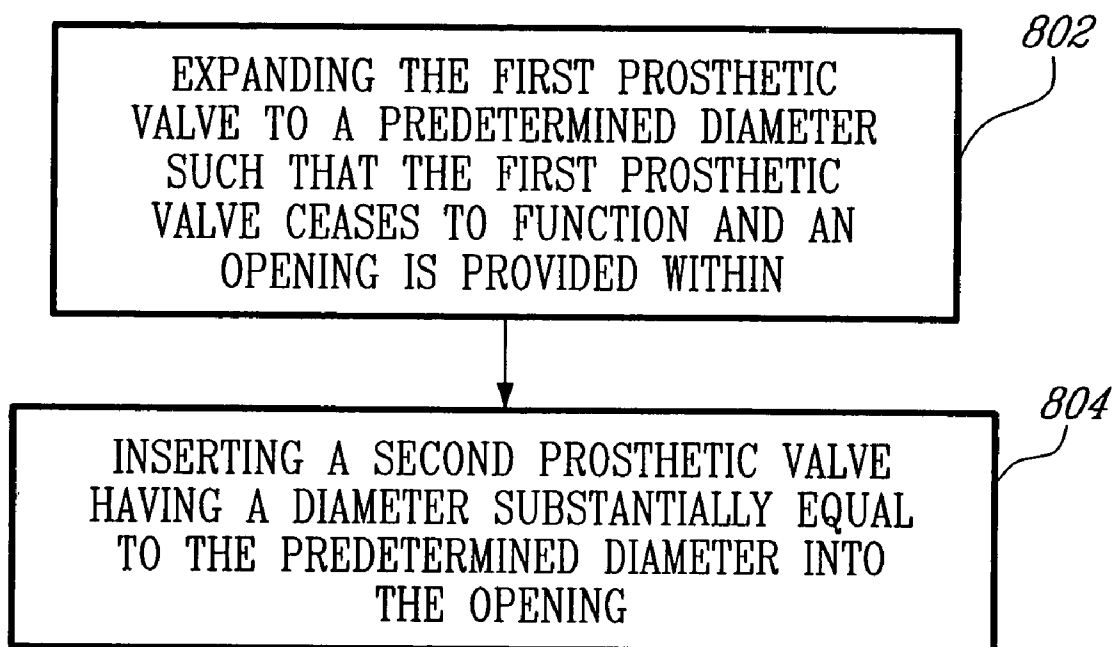 802
EXPANDING THE FIRST PROSTHETIC
VALVE TO A PREDETERMINED DIAMETER
SUCH THAT THE FIRST PROSTHETIC
VALVE CEASES TO FUNCTION AND AN
OPENING IS PROVIDED WITHIN
804
INSERTING A SECOND PROSTHETIC VALVE
HAVING A DIAMETER SUBSTANTIALLY EQUAL
TO THE PREDETERMINED DIAMETER INTO
THE OPENING